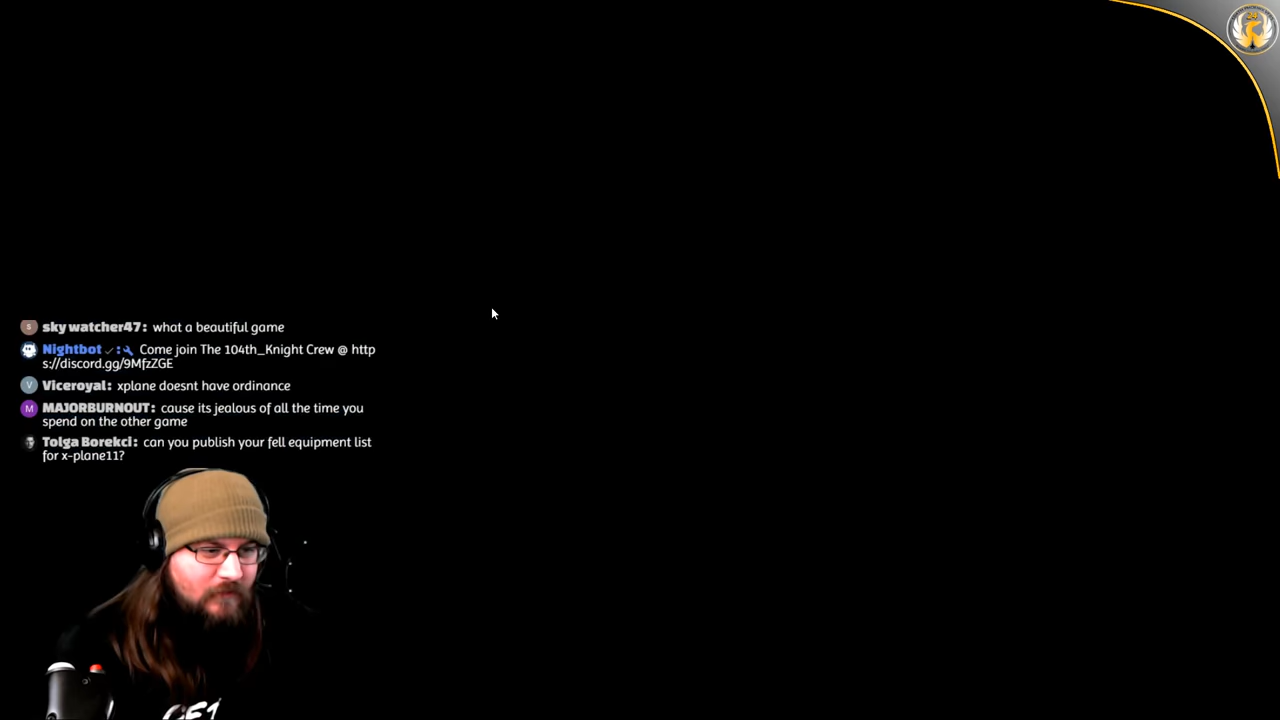 sky watcher47: what a beautiful game
Nightbot: Come join The 104th_Knight Crew @ http
s://discord.gg/9MfzZGE
Viceroyal: xplane doesnt have ordinance
MAJORBURNOUT: cause its jealous of all the time you
spend on the other game
Tolga Borekci: can you publish your fell equipment list
for x-plane11?